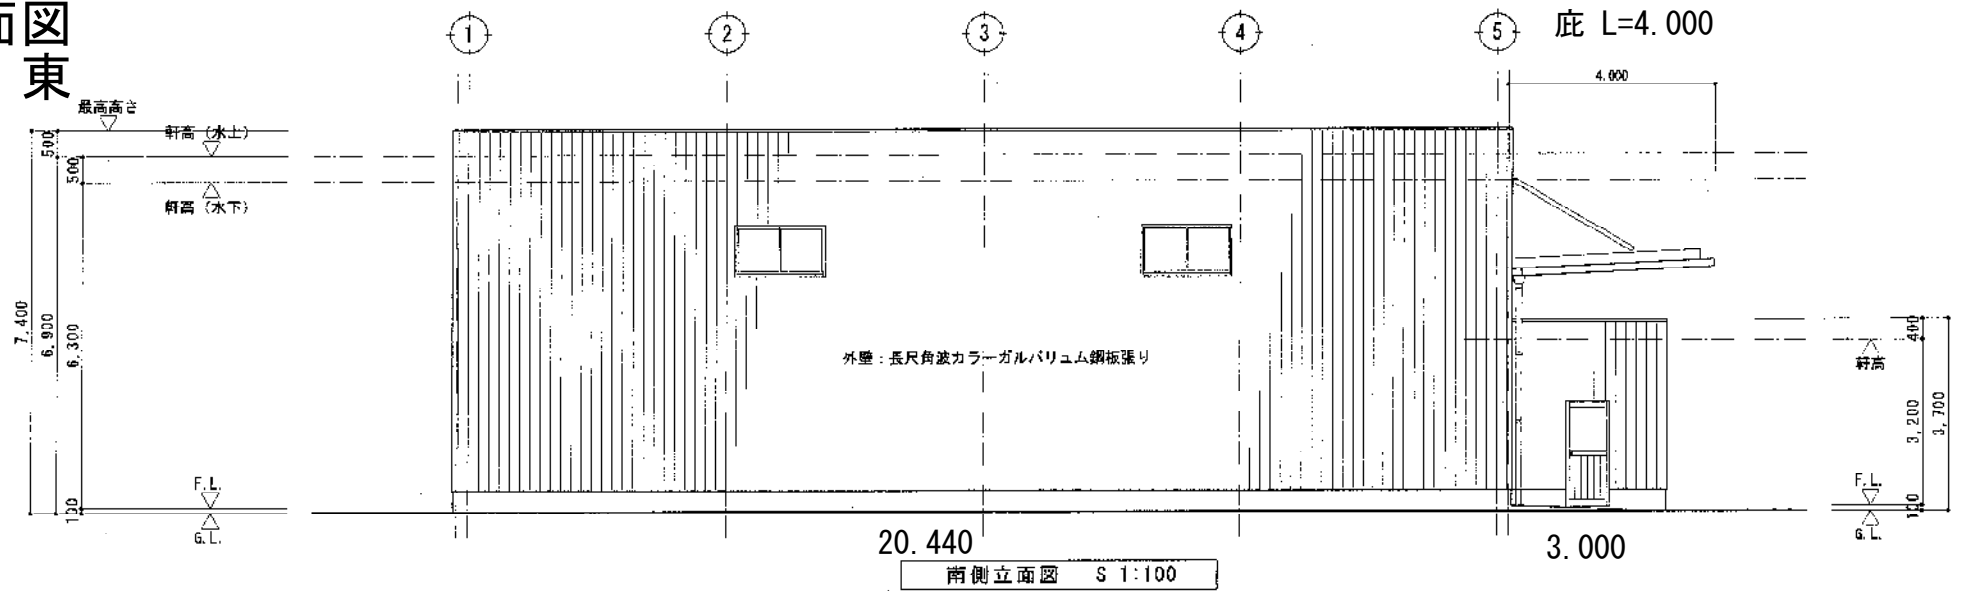 面図
東
1
2
3
4
5
庇 L=4.000
4.000
最高高さ
軒高（水上）
軒高（水下）
500
500
7.400
6.900
6,300
100
F.L.
G.L.
外壁：長尺角波カラーガルバリュム鋼板張り
400
軒高
3,200
3,700
F.L.
100
G.L.
20.440
3.000
南側立面図 S 1:100